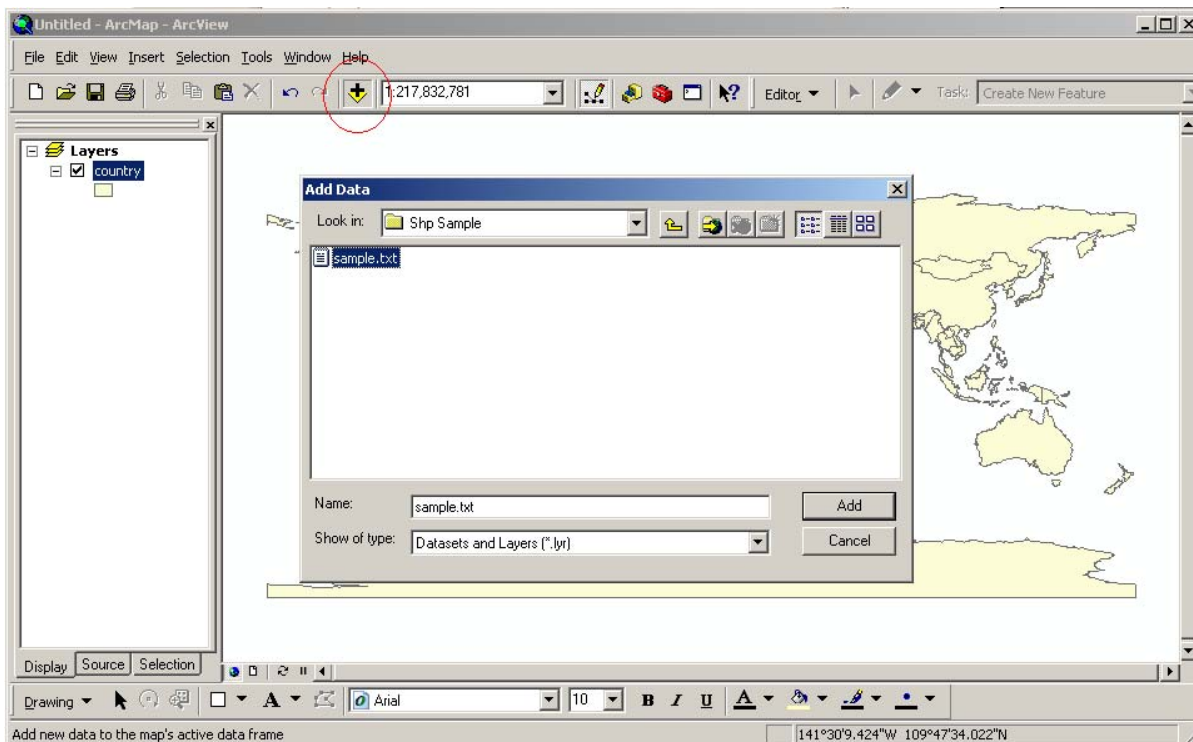 Untitled - ArcMap - ArcView
File Edit View Insert Selection Tools Window Help
1:217,832,781
Editor
Task: Create New Feature
Layers
country
Add Data
Look in: Shp Sample
sample.txt
Name: sample.txt
Add
Show of type: Datasets and Layers (*.lyr)
Cancel
Display Source Selection
Drawing A Arial 10 B I U A
Add new data to the map's active data frame
141°30'9.424"W 109°47'34.022"N